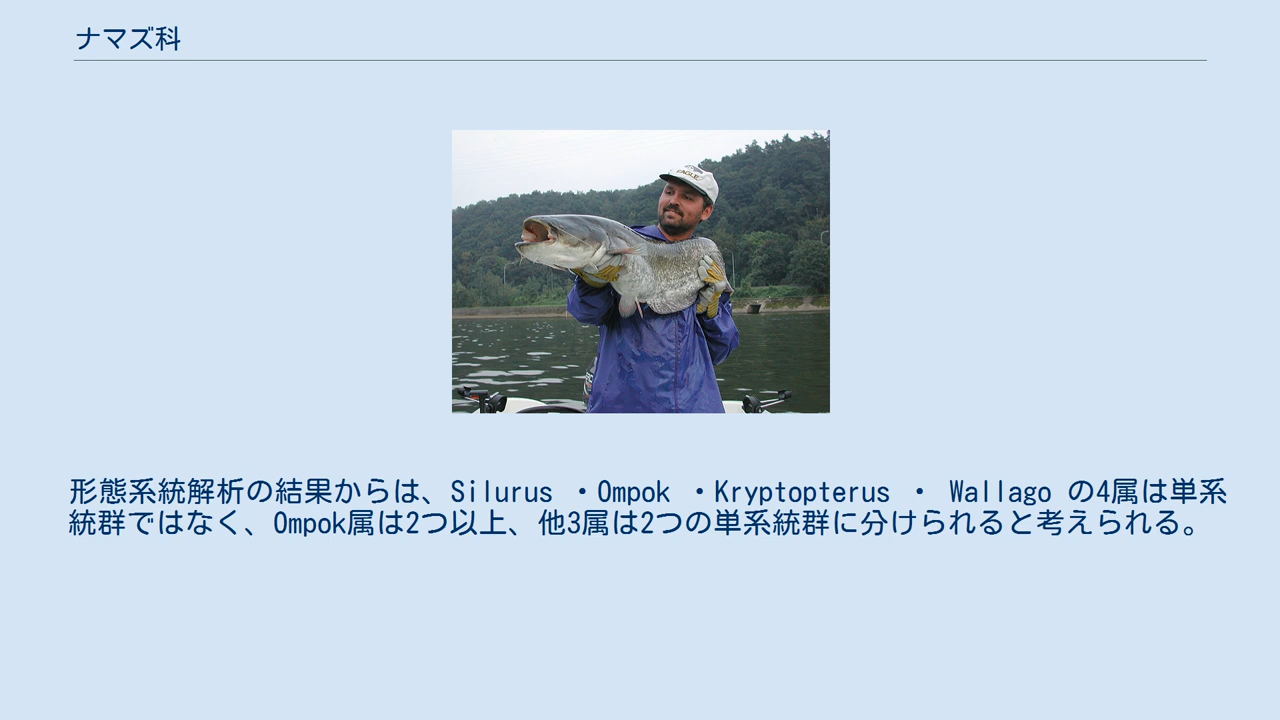 ナマズ科
EAGLE
形態系統解析の結果からは、Silurus ・Ompok ・Kryptopterus ・ Wallago の4属は単系
統群ではなく、Ompok属は2つ以上、他3属は2つの単系統群に分けられると考えられる。